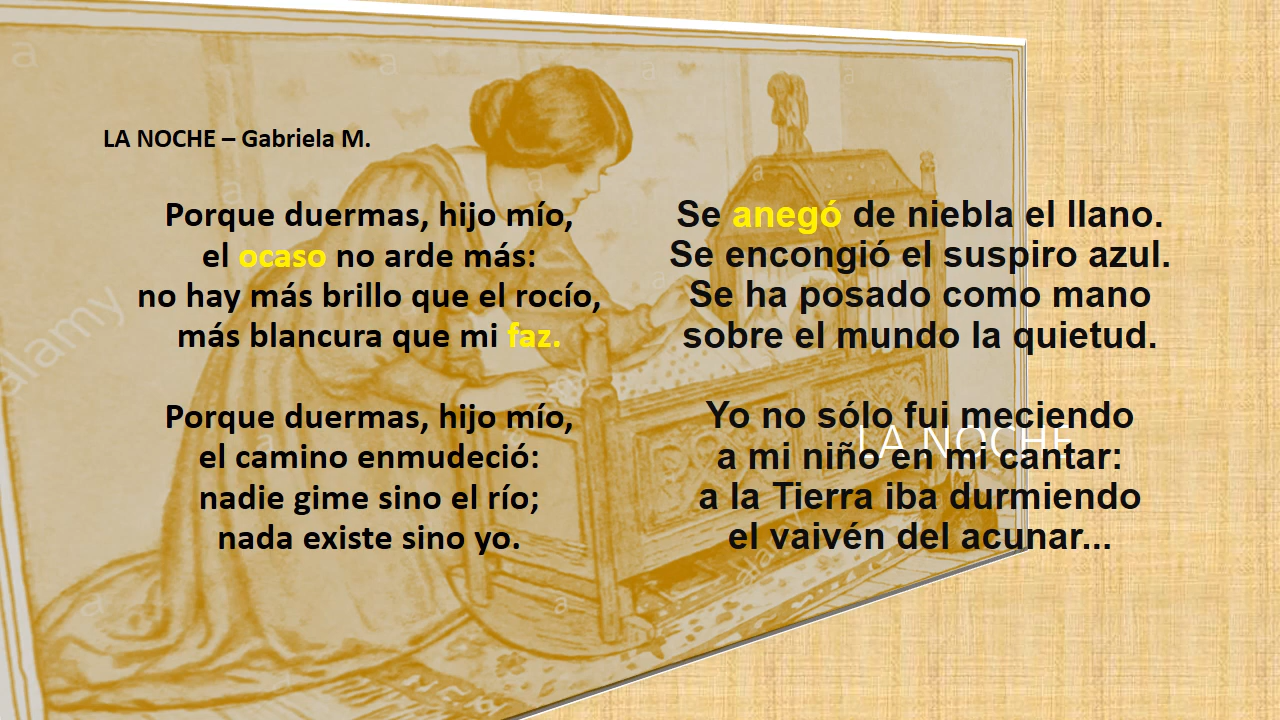 LA NOCHE – Gabriela M.
Porque duermas, hijo mío,
el ocaso no arde más:
no hay más brillo que el rocío,
más blancura que mi faz.
Porque duermas, hijo mío,
el camino enmudeció:
nadie gime sino el río;
nada existe sino yo.
Se anegó de niebla el llano.
Se encongió el suspiro azul.
Se ha posado como mano
sobre el mundo la quietud.
Yo no sólo fui meciendo
a mi niño en mi cantar:
a la Tierra iba durmiendo
el vaivén del acunar...
LA NOCHE
alamy